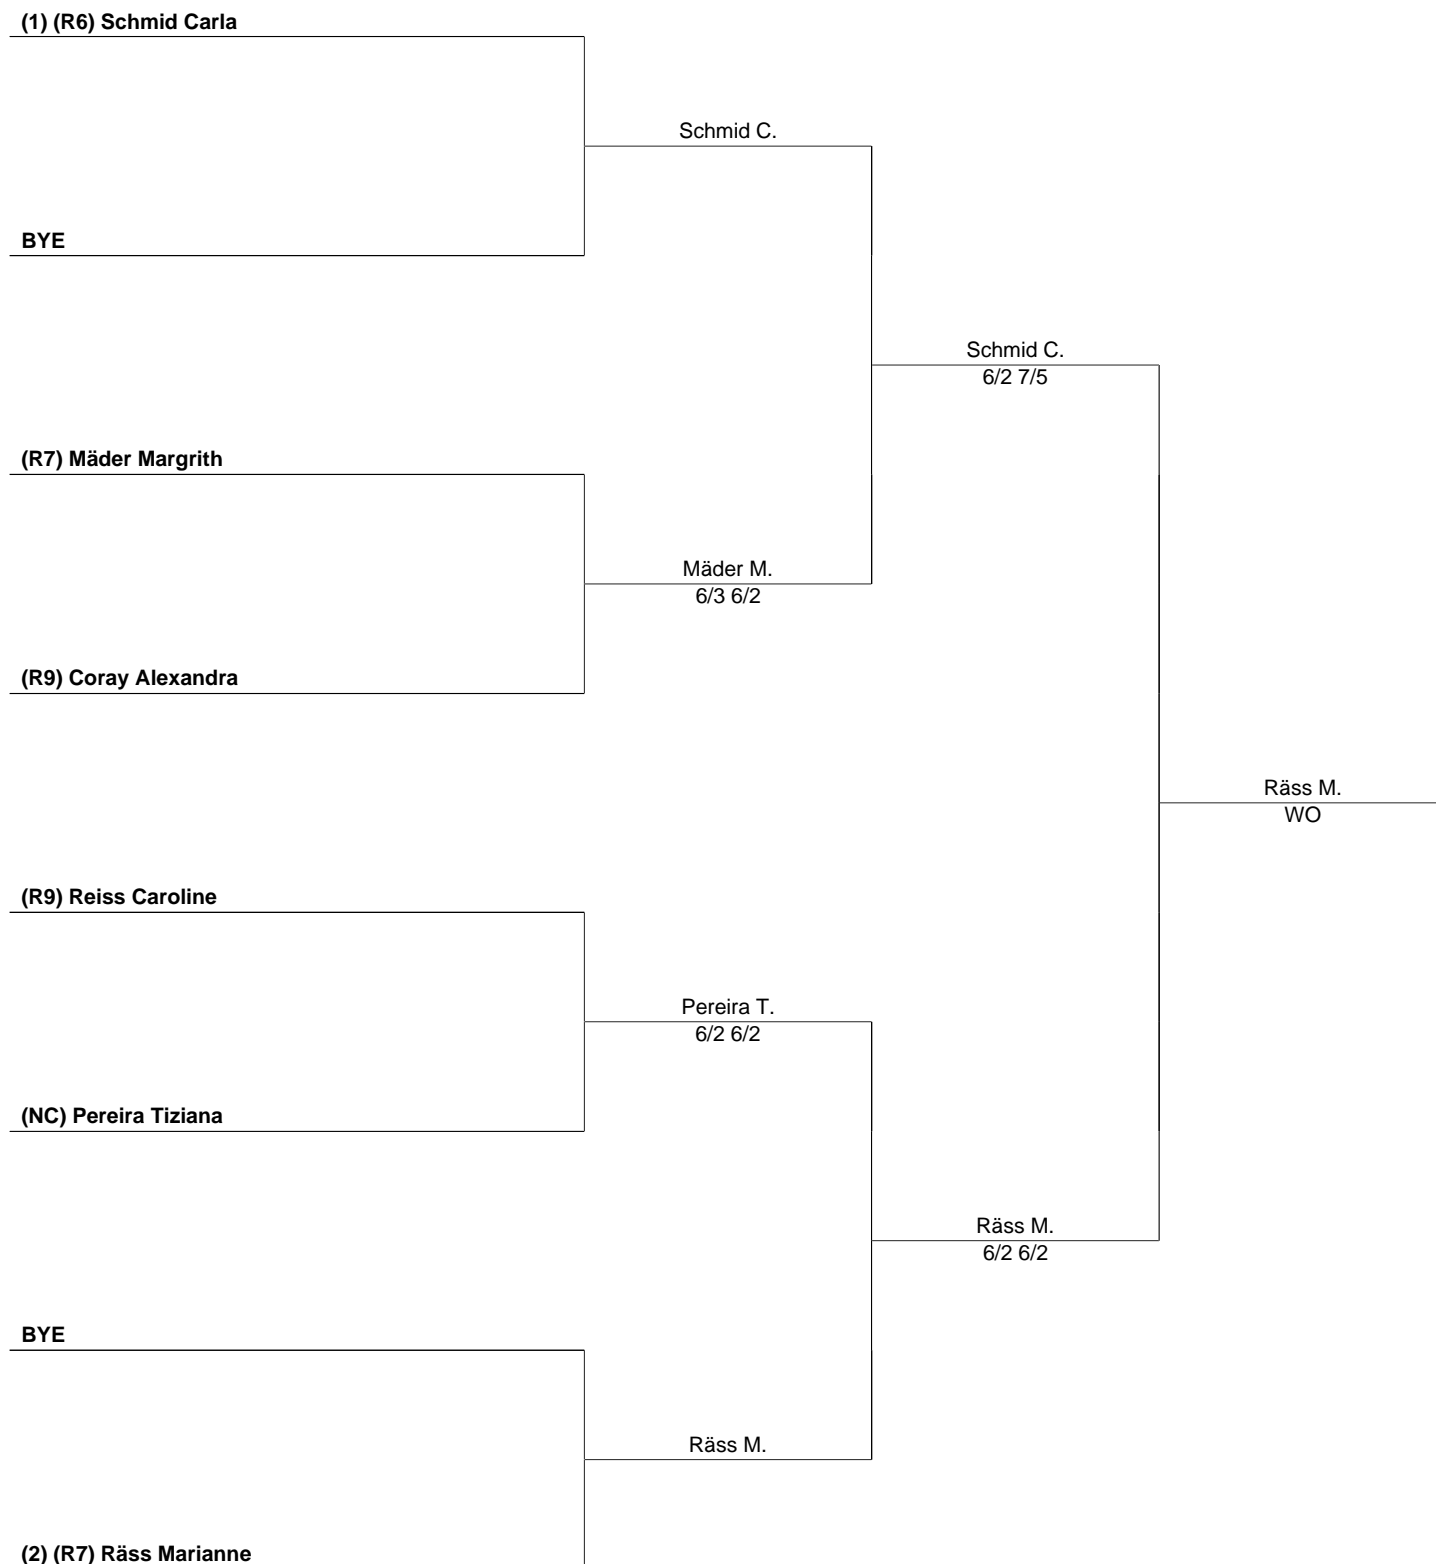 (1) (R6) Schmid Carla
Schmid C.
BYE
Schmid C.
6/2 7/5
(R7) Mäder Margrith
Mäder M.
6/3 6/2
(R9) Coray Alexandra
Räss M.
WO
(R9) Reiss Caroline
Pereira T.
6/2 6/2
(NC) Pereira Tiziana
Räss M.
6/2 6/2
BYE
Räss M.
(2) (R7) Räss Marianne